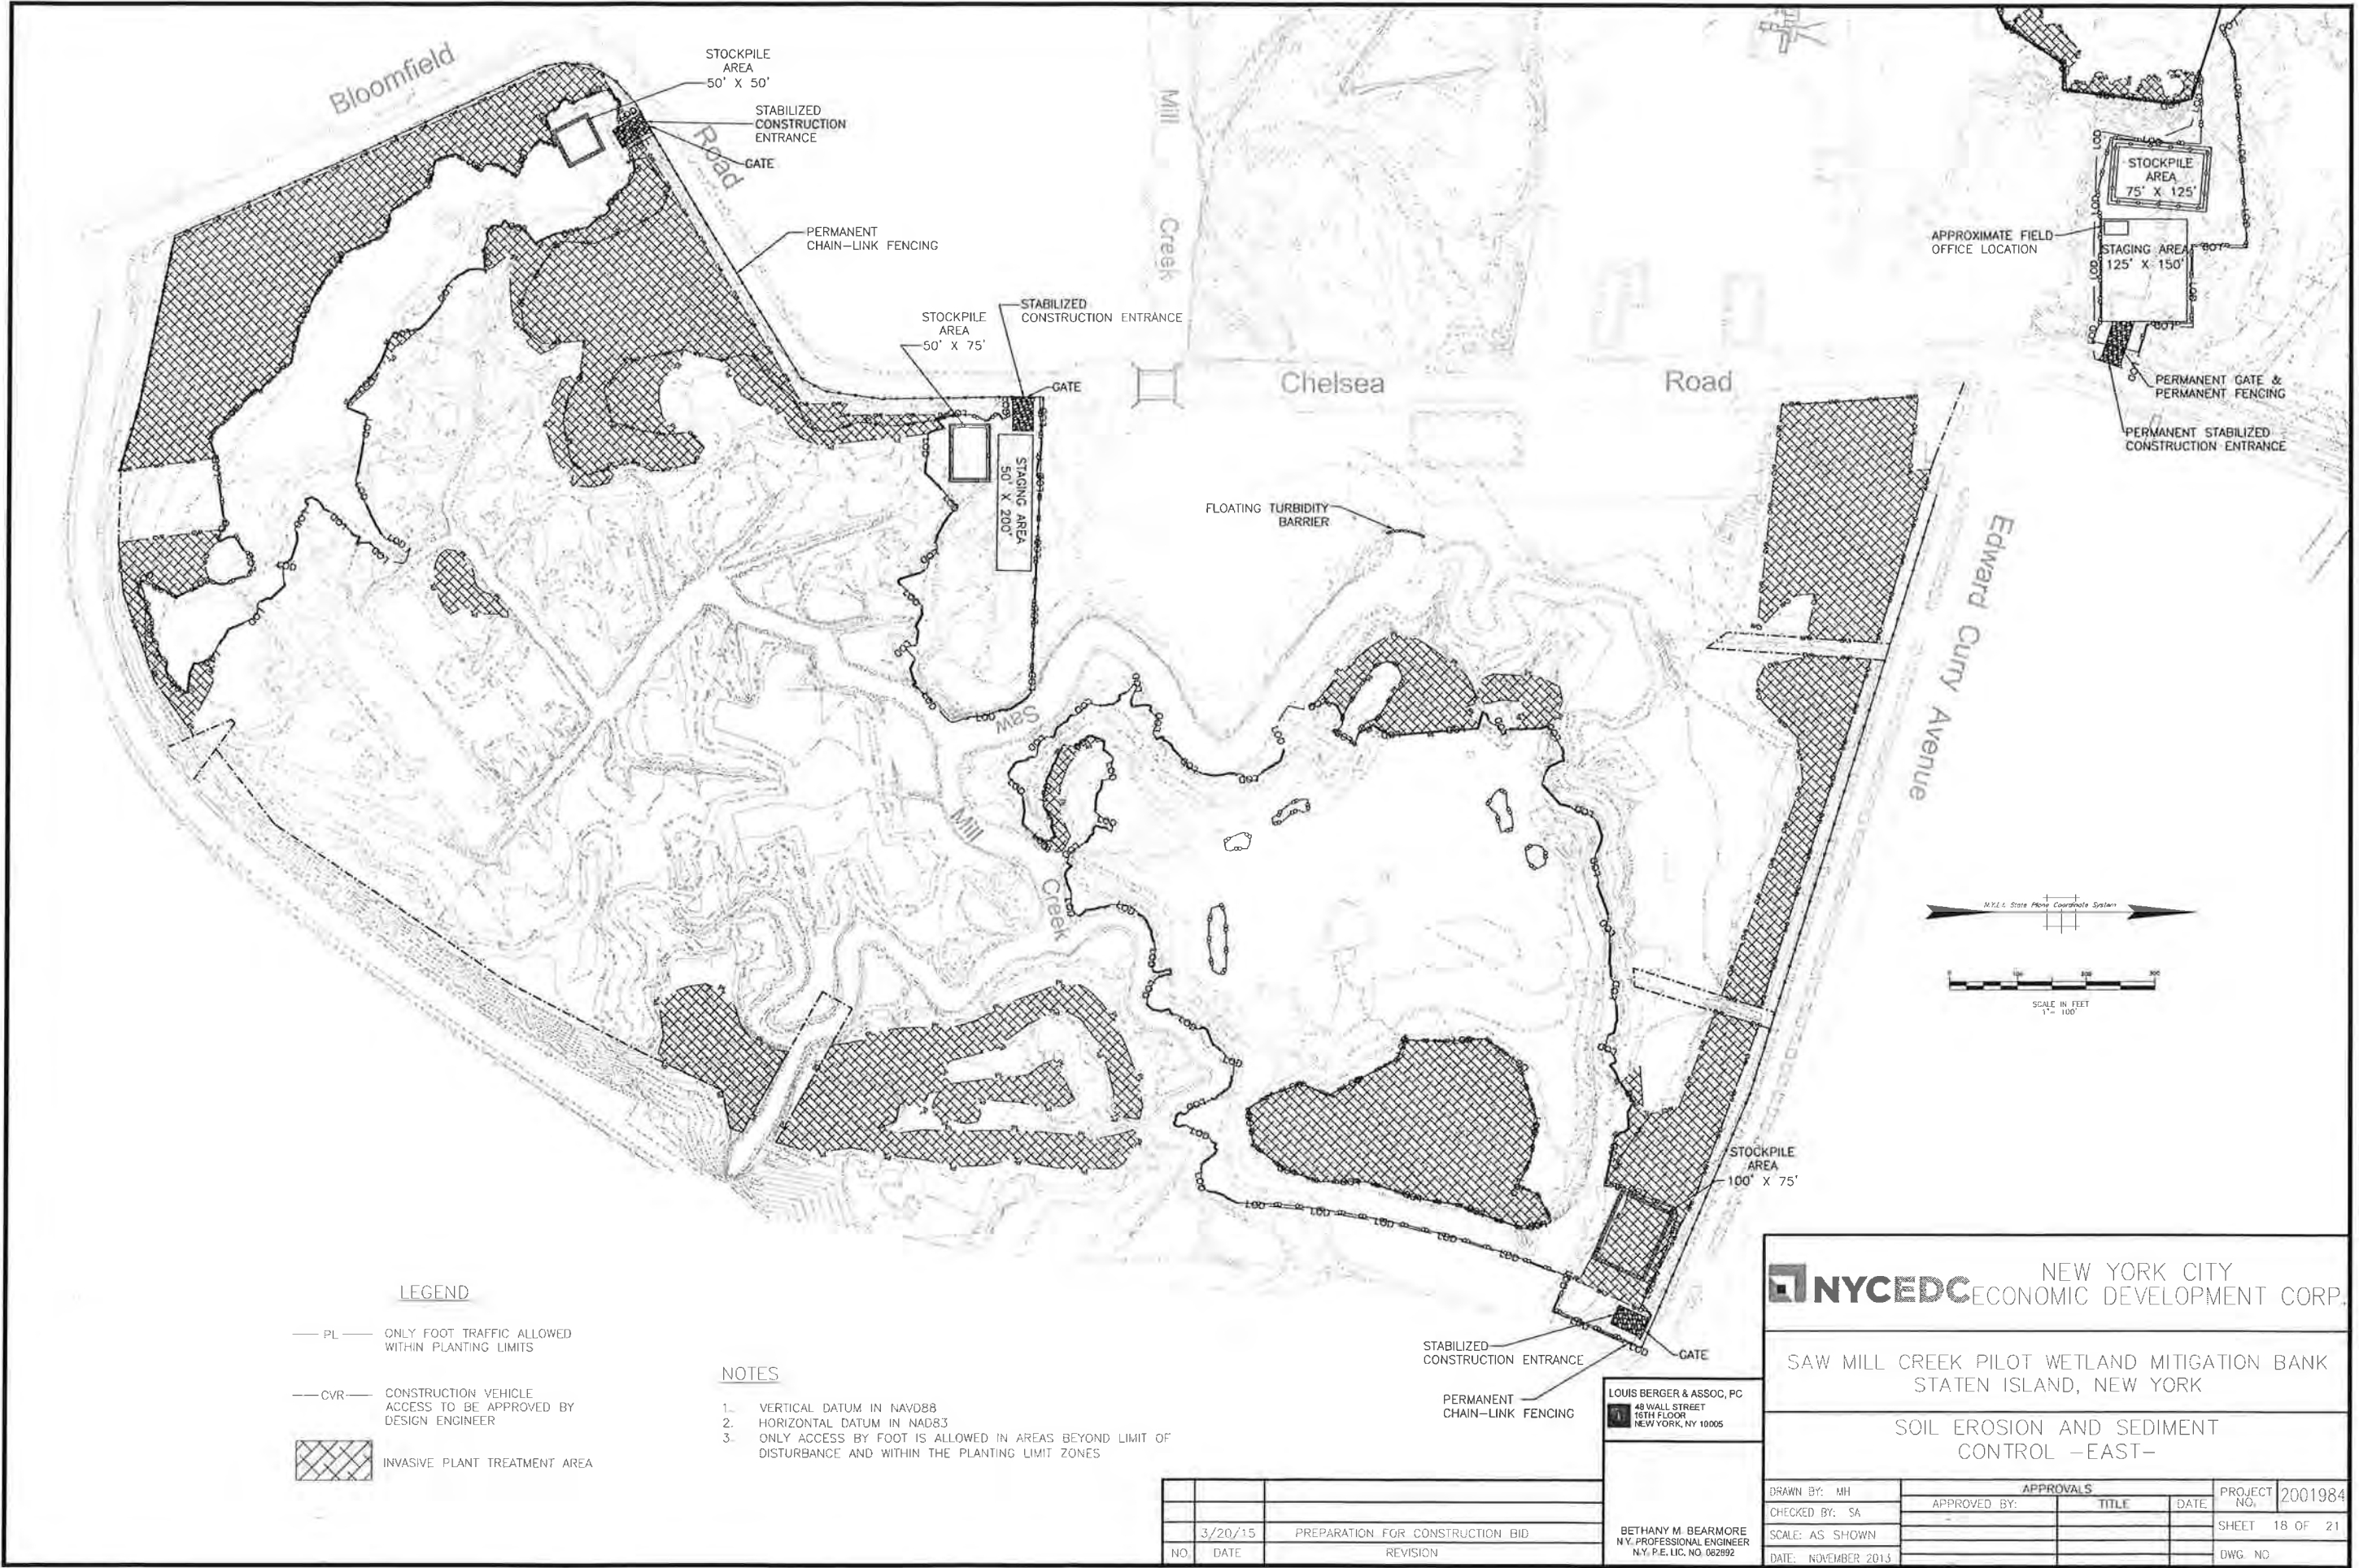 Bloomfield
Road
STOCKPILE
AREA
50' X 50'
STABILIZED
CONSTRUCTION
ENTRANCE
GATE
PERMANENT
CHAIN-LINK FENCING
STOCKPILE
AREA
50' X 75'
STABILIZED
CONSTRUCTION ENTRANCE
GATE
STAGING AREA
50' X 200'
Mill
Creek
Chelsea
Road
FLOATING TURBIDITY
BARRIER
STOCKPILE
AREA
75' X 125'
APPROXIMATE FIELD
OFFICE LOCATION
STAGING AREA
125' X 150'
PERMANENT GATE &
PERMANENT FENCING
PERMANENT STABILIZED
CONSTRUCTION ENTRANCE
Edward Curry Avenue
Saw
Mill
Creek
LOD
State Plane Coordinate System
0 100 200 300
SCALE IN FEET
1"= 100'
STOCKPILE
AREA
100' X 75'
STABILIZED
CONSTRUCTION ENTRANCE
GATE
PERMANENT
CHAIN-LINK FENCING
LEGEND
PL ONLY FOOT TRAFFIC ALLOWED
WITHIN PLANTING LIMITS
CVR CONSTRUCTION VEHICLE
ACCESS TO BE APPROVED BY
DESIGN ENGINEER
INVASIVE PLANT TREATMENT AREA
NOTES
1. VERTICAL DATUM IN NAVD88
2. HORIZONTAL DATUM IN NAD83
3. ONLY ACCESS BY FOOT IS ALLOWED IN AREAS BEYOND LIMIT OF
DISTURBANCE AND WITHIN THE PLANTING LIMIT ZONES
3/20/15 PREPARATION FOR CONSTRUCTION BID
NO. DATE REVISION
LOUIS BERGER & ASSOC, PC
48 WALL STREET
16TH FLOOR
NEW YORK, NY 10005
BETHANY M. BEARMORE
N.Y. PROFESSIONAL ENGINEER
N.Y. P.E. LIC. NO. 082892
NYCEDC
NEW YORK CITY
ECONOMIC DEVELOPMENT CORP.
SAW MILL CREEK PILOT WETLAND MITIGATION BANK
STATEN ISLAND, NEW YORK
SOIL EROSION AND SEDIMENT
CONTROL -EAST-
DRAWN BY: MH
CHECKED BY: SA
SCALE: AS SHOWN
DATE: NOVEMBER 2013
APPROVALS
APPROVED BY: TITLE DATE
PROJECT NO. 2001984
SHEET 18 OF 21
DWG. NO